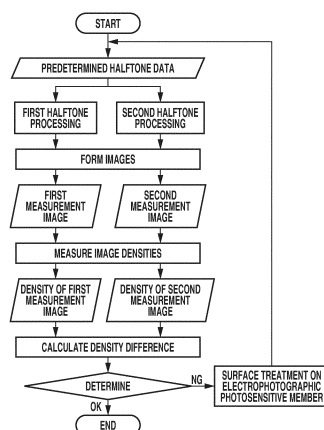 START
PREDETERMINED HALFTONE DATA
FIRST HALFTONE
PROCESSING
SECOND HALFTONE
PROCESSING
FORM IMAGES
FIRST
MEASUREMENT
IMAGE
SECOND
MEASUREMENT
IMAGE
MEASURE IMAGE DENSITIES
DENSITY OF FIRST
MEASUREMENT
IMAGE
DENSITY OF SECOND
MEASUREMENT
IMAGE
CALCULATE DENSITY DIFFERENCE
DETERMINE
NG
SURFACE TREATMENT ON
ELECTROPHOTOGRAPHIC
PHOTOSENSITIVE MEMBER
OK
END